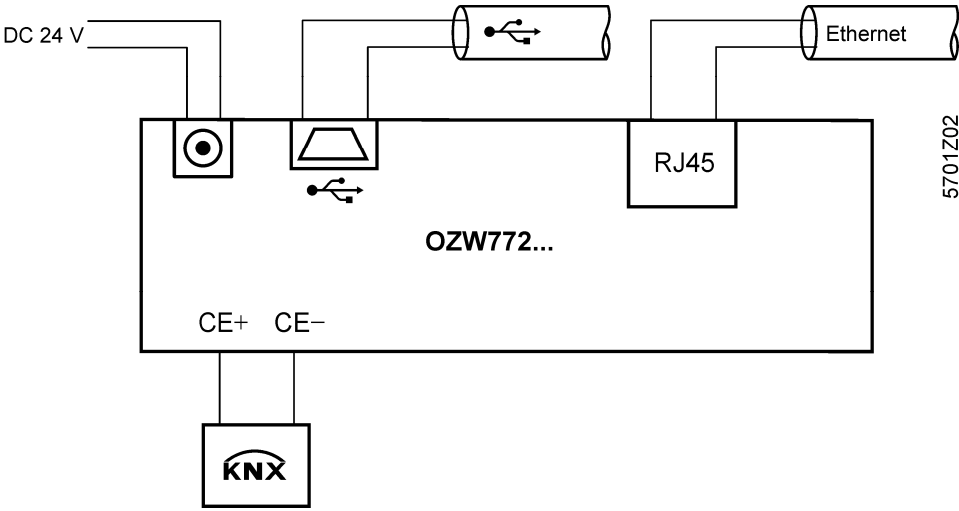 DC 24 V
Ethernet
RJ45
5701Z02
OZW772...
CE+ CE−
KNX